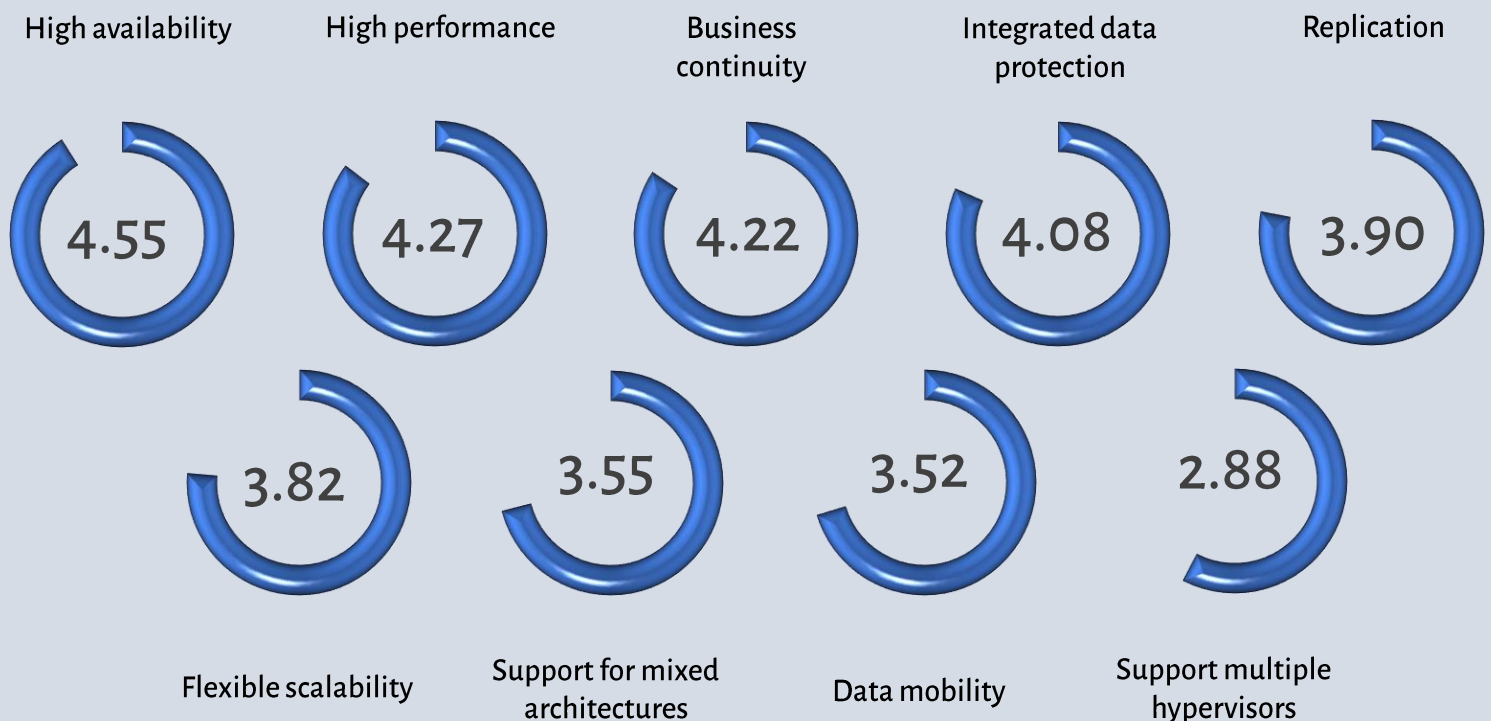 High availability
High performance
Business
continuity
Integrated data
protection
Replication
4.55
4.27
4.22
4.08
3.90
3.82
3.55
3.52
2.88
Flexible scalability
Support for mixed
architectures
Data mobility
Support multiple
hypervisors